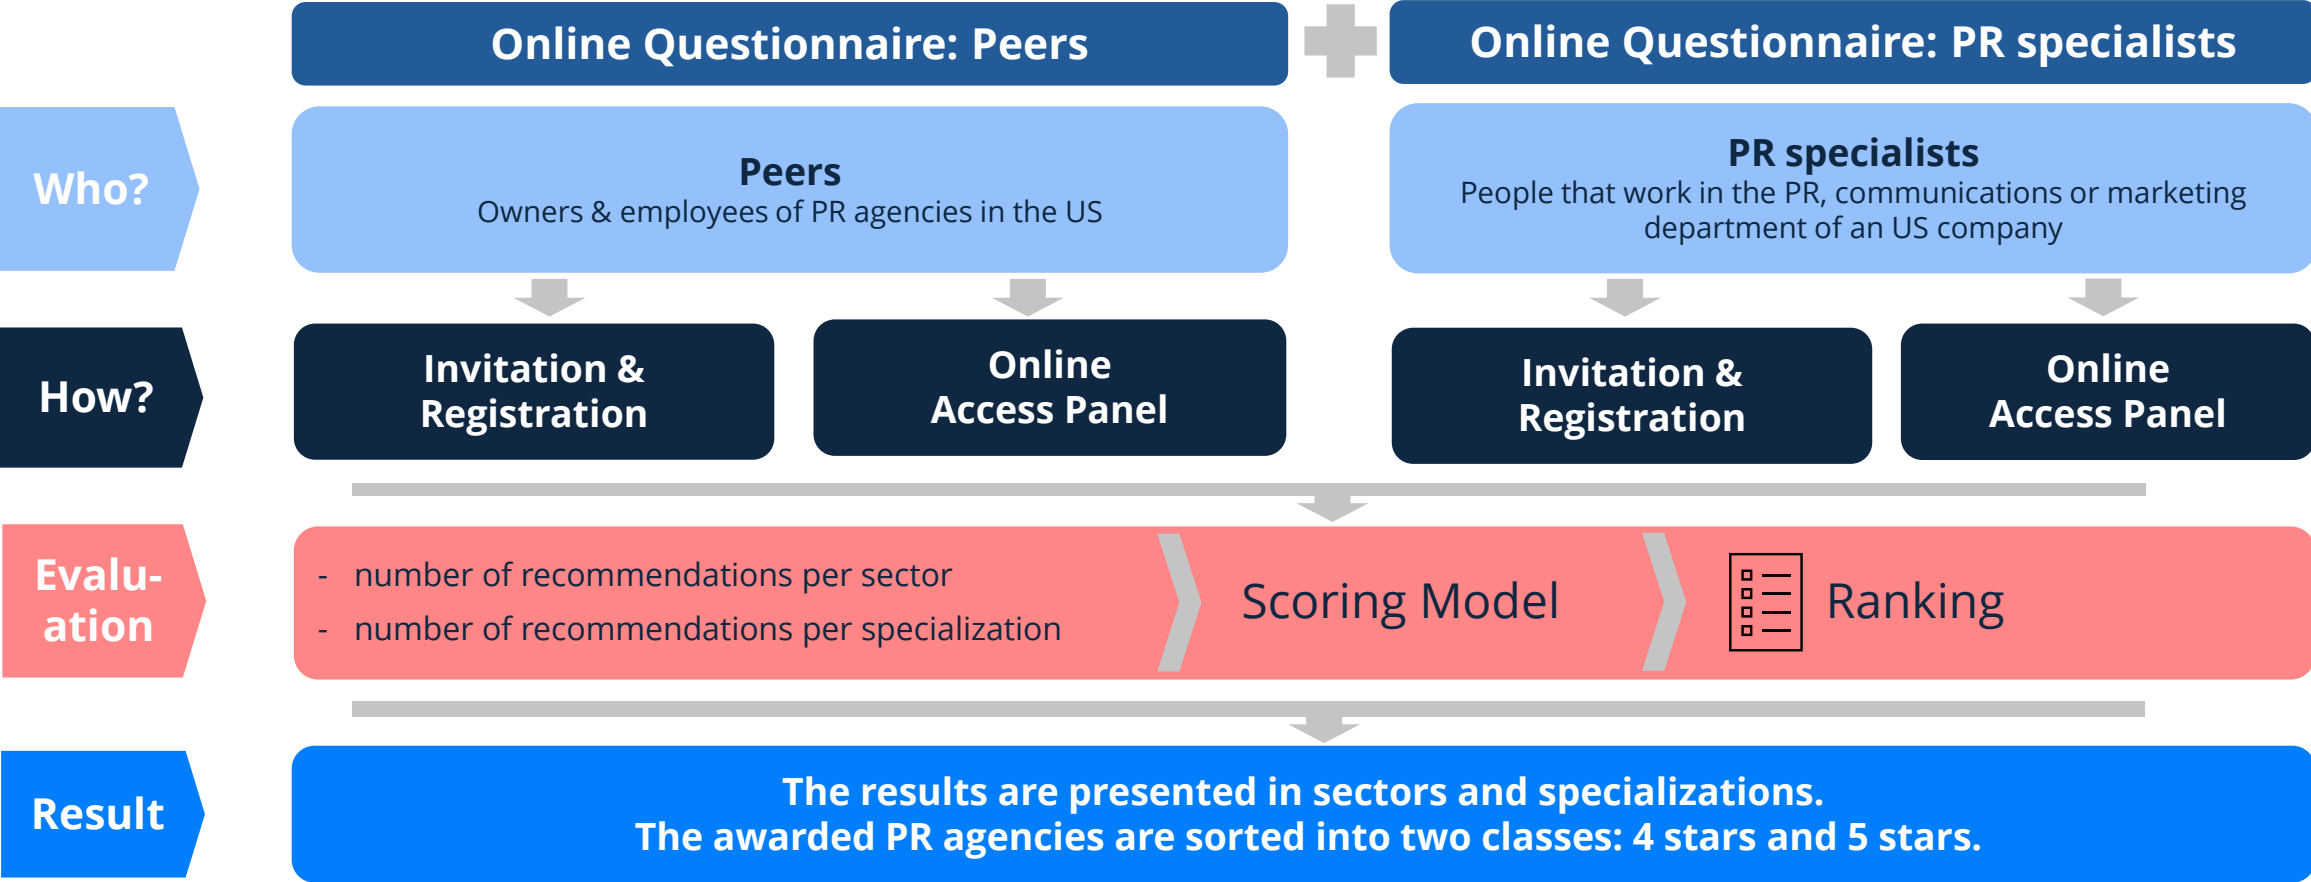 Online Questionnaire: Peers
Online Questionnaire: PR specialists
Who?
Peers
Owners & employees of PR agencies in the US
PR specialists
People that work in the PR, communications or marketing
department of an US company
How?
Invitation &
Registration
Online
Access Panel
Invitation &
Registration
Online
Access Panel
Evalu-
ation
- number of recommendations per sector
- number of recommendations per specialization
Scoring Model
Ranking
Result
The results are presented in sectors and specializations.
The awarded PR agencies are sorted into two classes: 4 stars and 5 stars.